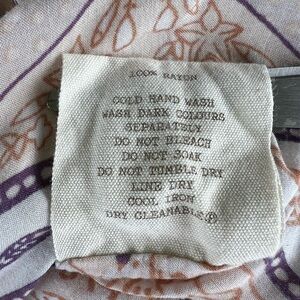 100% RAYON
COLD HAND WASH
WASH DARK COLOURS
SEPARATELY
DO NOT BLEACH
DO NOT SOAK
DO NOT TUMBLE DRY
LINE DRY
COOL IRON
DRY CLEANABLE Ⓟ